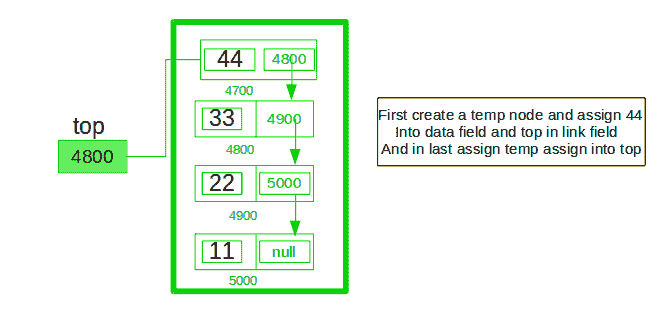 44 4800
4700
33 4900
4800
top
4800
22 5000
4900
11 null
5000
First create a temp node and assign 44
Into data field and top in link field
And in last assign temp assign into top